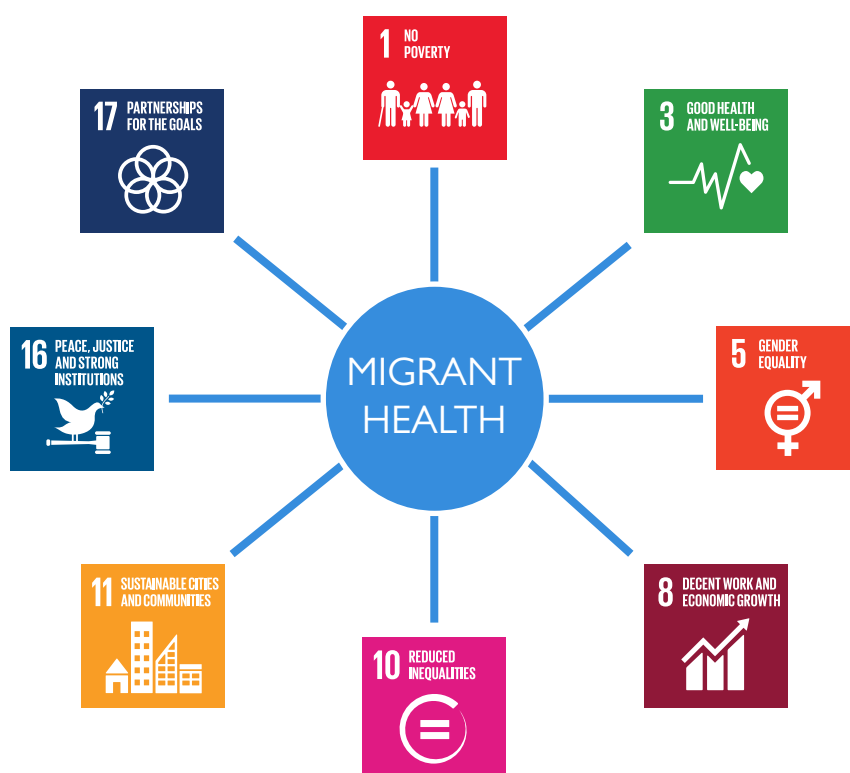 1 NO
POVERTY
17 PARTNERSHIPS
FOR THE GOALS
3 GOOD HEALTH
AND WELL-BEING
16 PEACE, JUSTICE
AND STRONG
INSTITUTIONS
MIGRANT
HEALTH
5 GENDER
EQUALITY
11 SUSTAINABLE CITIES
AND COMMUNITIES
8 DECENT WORK AND
ECONOMIC GROWTH
10 REDUCED
INEQUALITIES